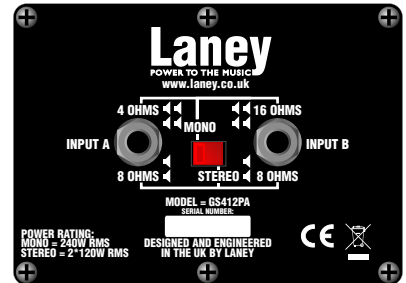 Laney
POWER TO THE MUSIC
www.laney.co.uk
4 OHMS 16 OHMS
MONO
INPUT A INPUT B
8 OHMS STEREO 8 OHMS
MODEL = GS412PA
SERIAL NUMBER:
POWER RATING:
MONO = 240W RMS
STEREO = 2*120W RMS
DESIGNED AND ENGINEERED
IN THE UK BY LANEY
CE